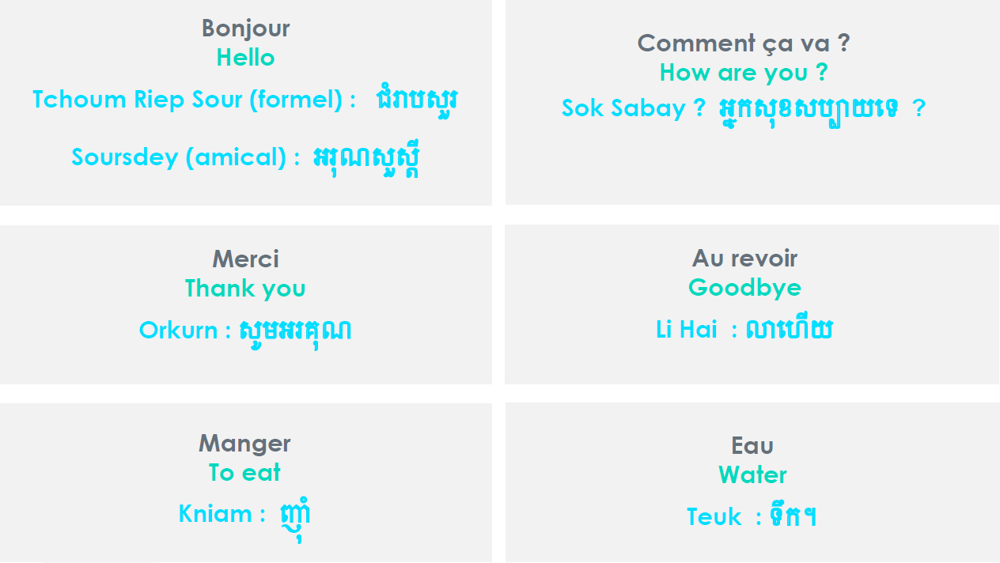 Bonjour
Hello
Tchoum Riep Sour (formel) : ជំរាបសួរ
Soursdey (amical) : អរុណសួស្ដី
Comment ça va ?
How are you ?
Sok Sabay ? អ្នកសុខសប្បាយទេ ?
Merci
Thank you
Orkurn : សូមអរគុណ
Au revoir
Goodbye
Li Hai : លាហើយ
Manger
To eat
Kniam : ញ៉ាំ
Eau
Water
Teuk : ទឹក។